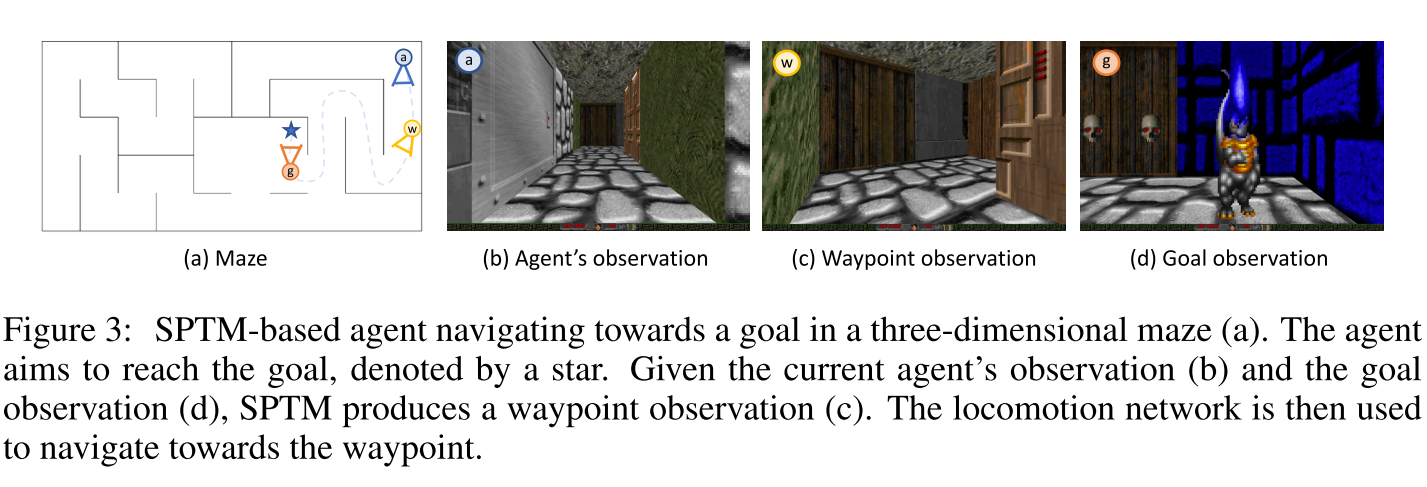 a
w
g
a
w
g
(a) Maze
(b) Agent’s observation
(c) Waypoint observation
(d) Goal observation
Figure 3: SPTM-based agent navigating towards a goal in a three-dimensional maze (a). The agent
aims to reach the goal, denoted by a star. Given the current agent’s observation (b) and the goal
observation (d), SPTM produces a waypoint observation (c). The locomotion network is then used
to navigate towards the waypoint.